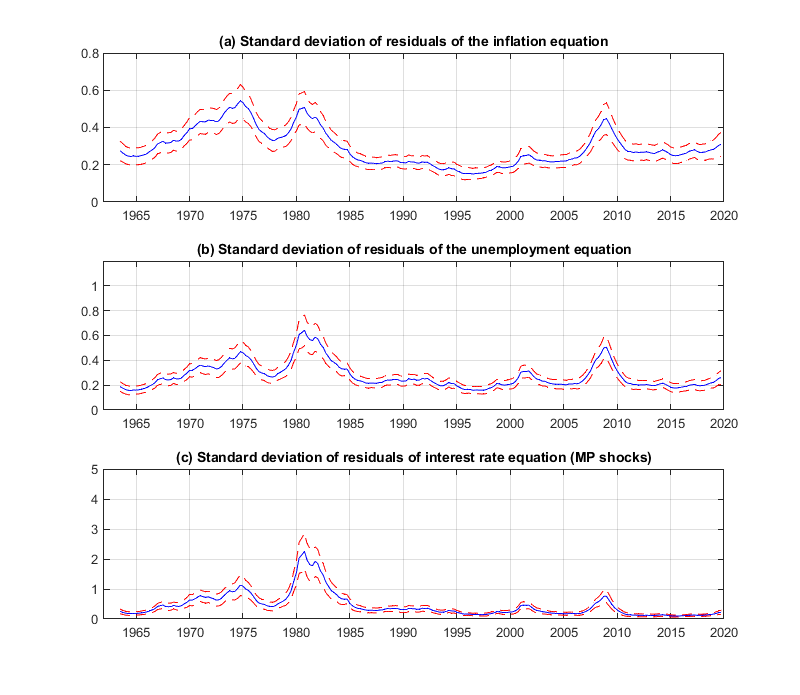 (a) Standard deviation of residuals of the inflation equation
0.8
0.6
0.4
0.2
0
1965 1970 1975 1980 1985 1990 1995 2000 2005 2010 2015 2020
(b) Standard deviation of residuals of the unemployment equation
1
0.8
0.6
0.4
0.2
0
1965 1970 1975 1980 1985 1990 1995 2000 2005 2010 2015 2020
(c) Standard deviation of residuals of interest rate equation (MP shocks)
5
4
3
2
1
0
1965 1970 1975 1980 1985 1990 1995 2000 2005 2010 2015 2020